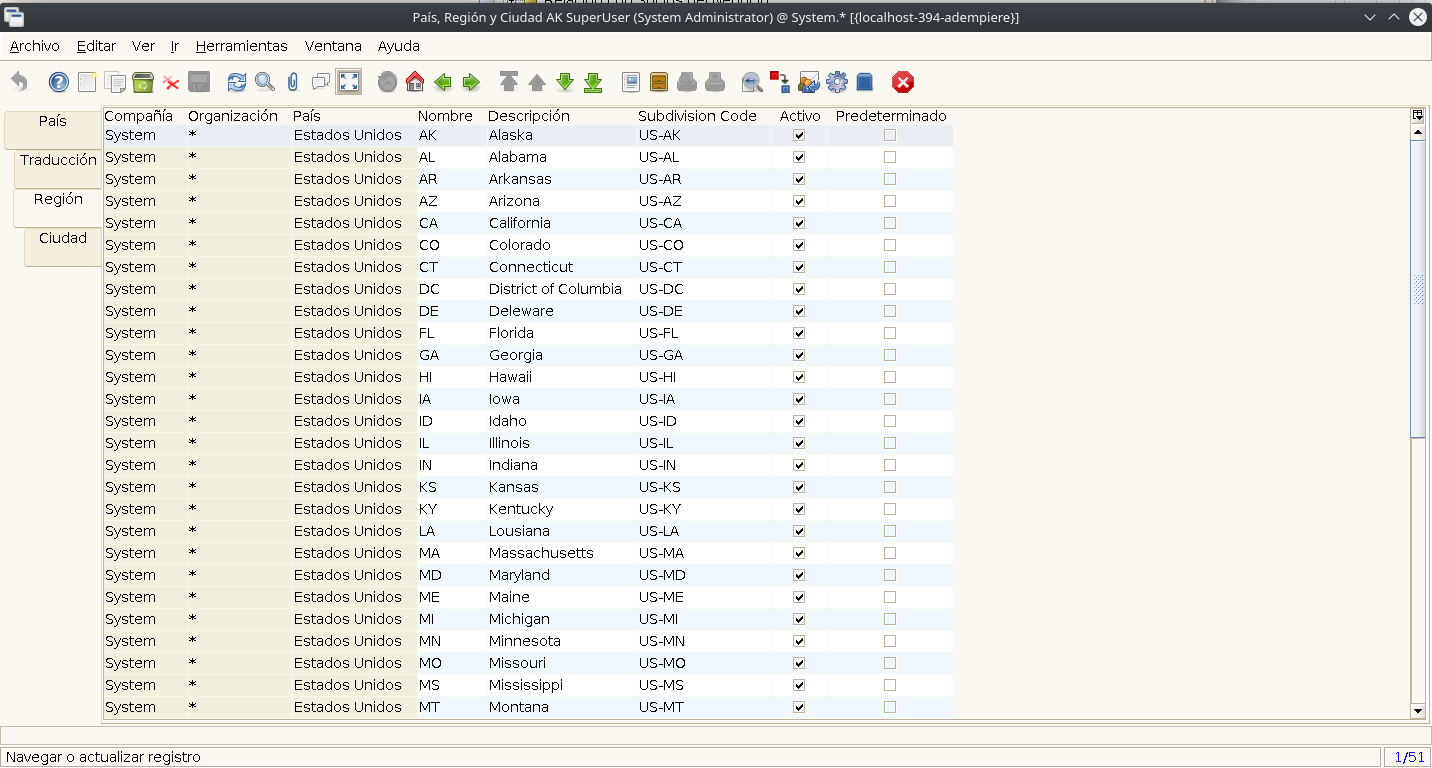 País, Región y Ciudad AK SuperUser (System Administrator) @ System.* [{localhost-394-adempiere}]
Archivo Editar Ver Ir Herramientas Ventana Ayuda
País
Traducción
Región
Ciudad
Compañía Organización País Nombre Descripción Subdivision Code Activo Predeterminado
System * Estados Unidos AK Alaska US-AK
System * Estados Unidos AL Alabama US-AL
System * Estados Unidos AR Arkansas US-AR
System * Estados Unidos AZ Arizona US-AZ
System * Estados Unidos CA California US-CA
System * Estados Unidos CO Colorado US-CO
System * Estados Unidos CT Connecticut US-CT
System * Estados Unidos DC District of Columbia US-DC
System * Estados Unidos DE Deleware US-DE
System * Estados Unidos FL Florida US-FL
System * Estados Unidos GA Georgia US-GA
System * Estados Unidos HI Hawaii US-HI
System * Estados Unidos IA Iowa US-IA
System * Estados Unidos ID Idaho US-ID
System * Estados Unidos IL Illinois US-IL
System * Estados Unidos IN Indiana US-IN
System * Estados Unidos KS Kansas US-KS
System * Estados Unidos KY Kentucky US-KY
System * Estados Unidos LA Lousiana US-LA
System * Estados Unidos MA Massachusetts US-MA
System * Estados Unidos MD Maryland US-MD
System * Estados Unidos ME Maine US-ME
System * Estados Unidos MI Michigan US-MI
System * Estados Unidos MN Minnesota US-MN
System * Estados Unidos MO Missouri US-MO
System * Estados Unidos MS Mississippi US-MS
System * Estados Unidos MT Montana US-MT
Navegar o actualizar registro
1/51